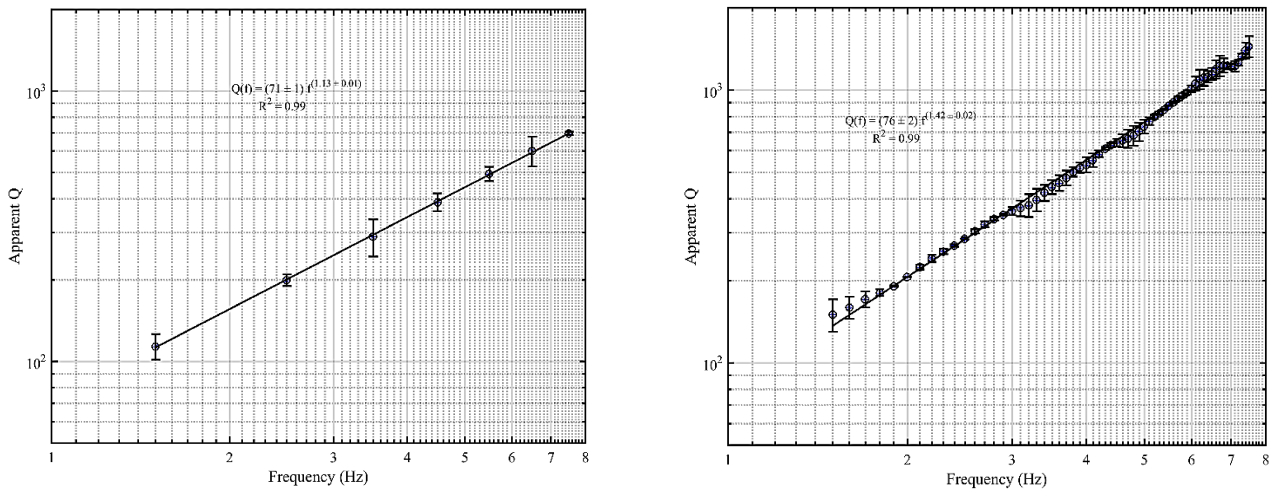 10³
Q(f) = (71 ± 1) f^(1.13 ± 0.01)
R² = 0.99
Apparent Q
10²
1 2 3 4 5 6 7 8
Frequency (Hz)
10³
Q(f) = (76 ± 2) f^(1.42 ± 0.02)
R² = 0.99
Apparent Q
10²
1 2 3 4 5 6 7 8
Frequency (Hz)